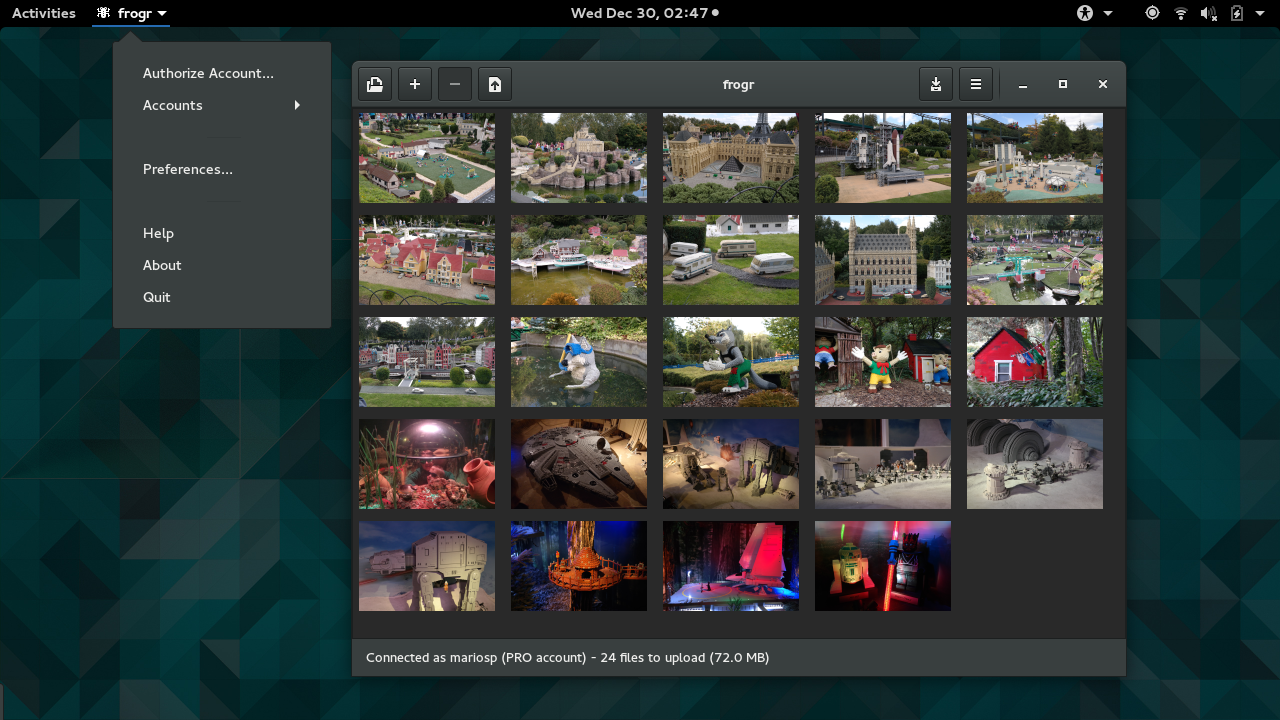 Activities frogr Wed Dec 30, 02:47
Authorize Account...
Accounts
Preferences...
Help
About
Quit
frogr
Connected as mariosp (PRO account) - 24 files to upload (72.0 MB)